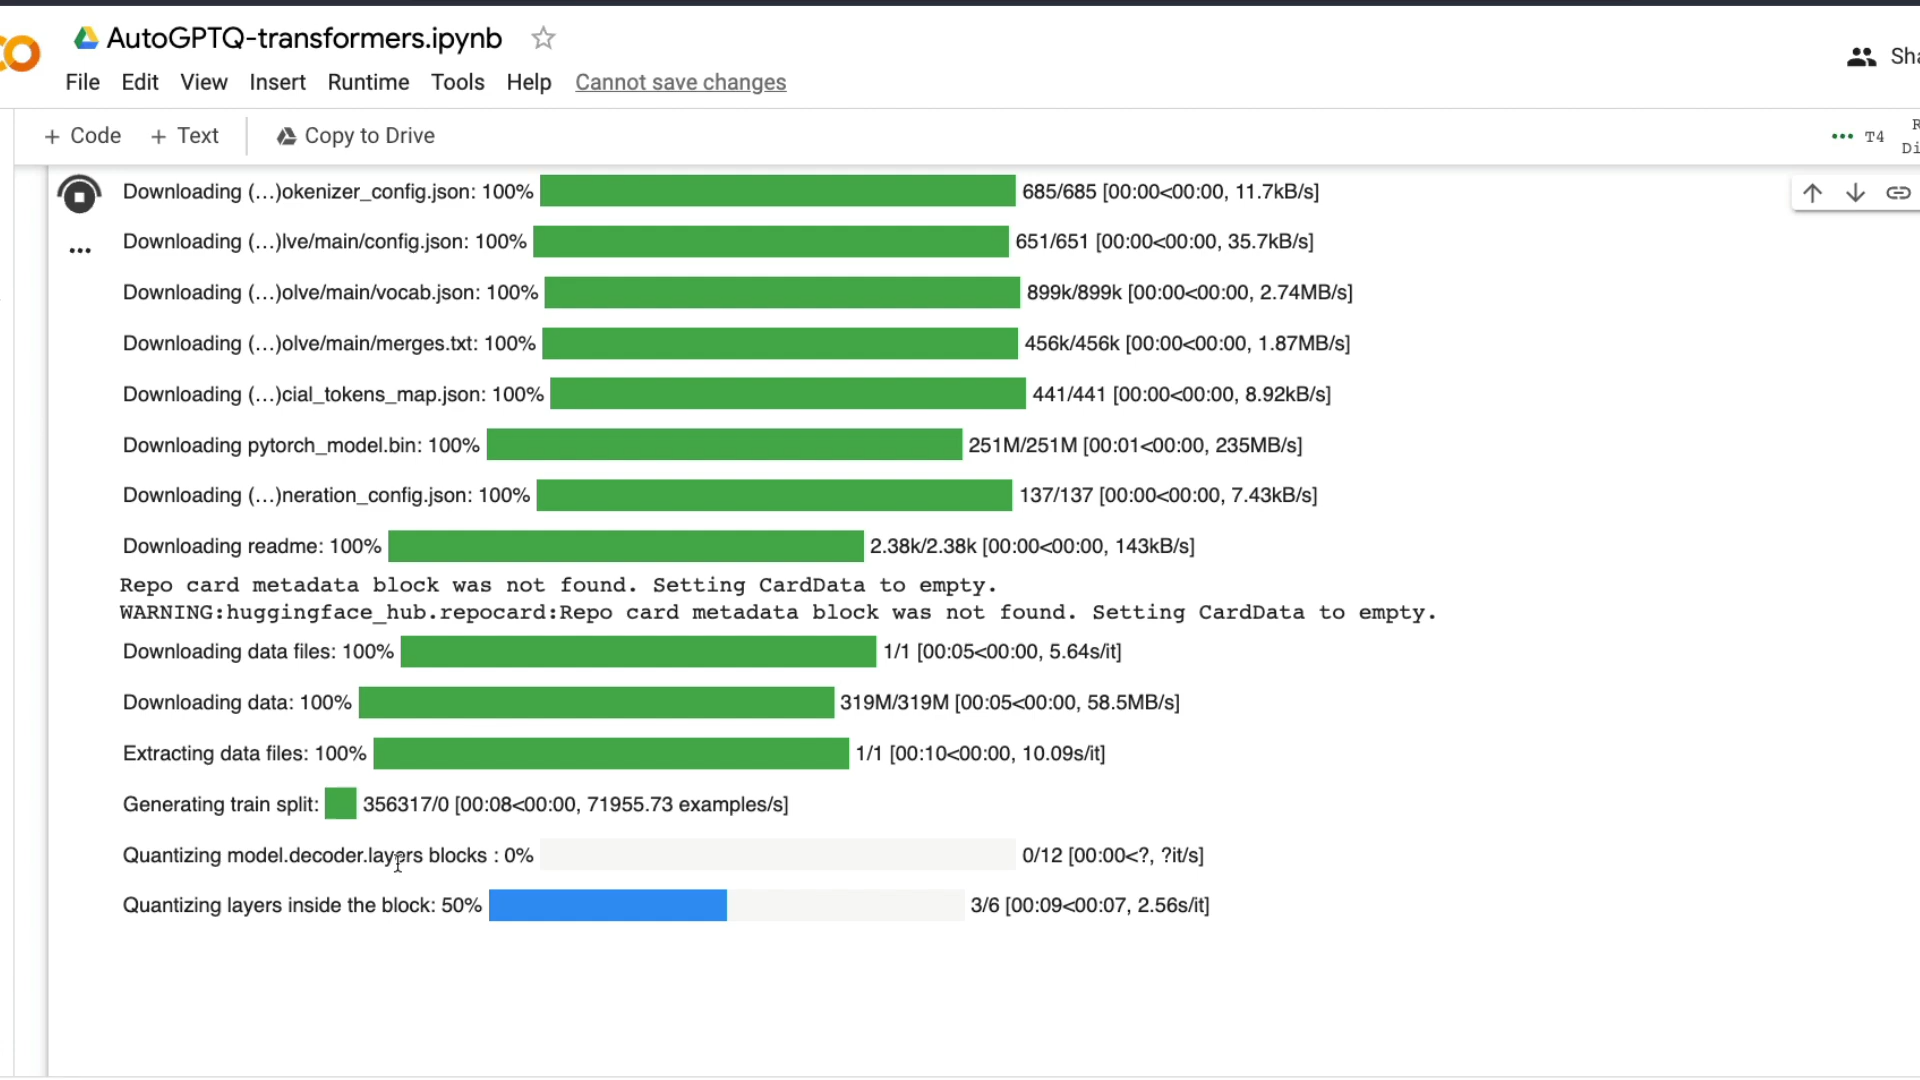 AutoGPTQ-transformers.ipynb
File Edit View Insert Runtime Tools Help Cannot save changes
+ Code + Text Copy to Drive
T4
Downloading (…)okenizer_config.json: 100% 685/685 [00:00<00:00, 11.7kB/s]
Downloading (…)lve/main/config.json: 100% 651/651 [00:00<00:00, 35.7kB/s]
Downloading (…)olve/main/vocab.json: 100% 899k/899k [00:00<00:00, 2.74MB/s]
Downloading (…)olve/main/merges.txt: 100% 456k/456k [00:00<00:00, 1.87MB/s]
Downloading (…)cial_tokens_map.json: 100% 441/441 [00:00<00:00, 8.92kB/s]
Downloading pytorch_model.bin: 100% 251M/251M [00:01<00:00, 235MB/s]
Downloading (…)neration_config.json: 100% 137/137 [00:00<00:00, 7.43kB/s]
Downloading readme: 100% 2.38k/2.38k [00:00<00:00, 143kB/s]
Repo card metadata block was not found. Setting CardData to empty.
WARNING:huggingface_hub.repocard:Repo card metadata block was not found. Setting CardData to empty.
Downloading data files: 100% 1/1 [00:05<00:00, 5.64s/it]
Downloading data: 100% 319M/319M [00:05<00:00, 58.5MB/s]
Extracting data files: 100% 1/1 [00:10<00:00, 10.09s/it]
Generating train split: 356317/0 [00:08<00:00, 71955.73 examples/s]
Quantizing model.decoder.layers blocks : 0% 0/12 [00:00<?, ?it/s]
Quantizing layers inside the block: 50% 3/6 [00:09<00:07, 2.56s/it]